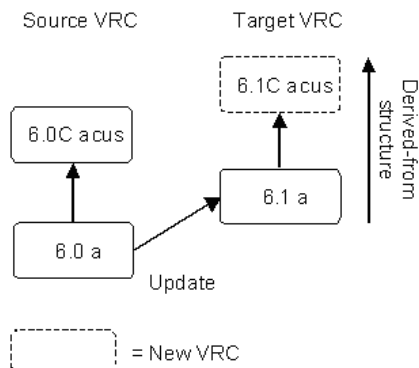 Source VRC
Target VRC
6.1C acus
6.0C acus
Derived-from
structure
6.1 a
6.0 a
Update
= New VRC